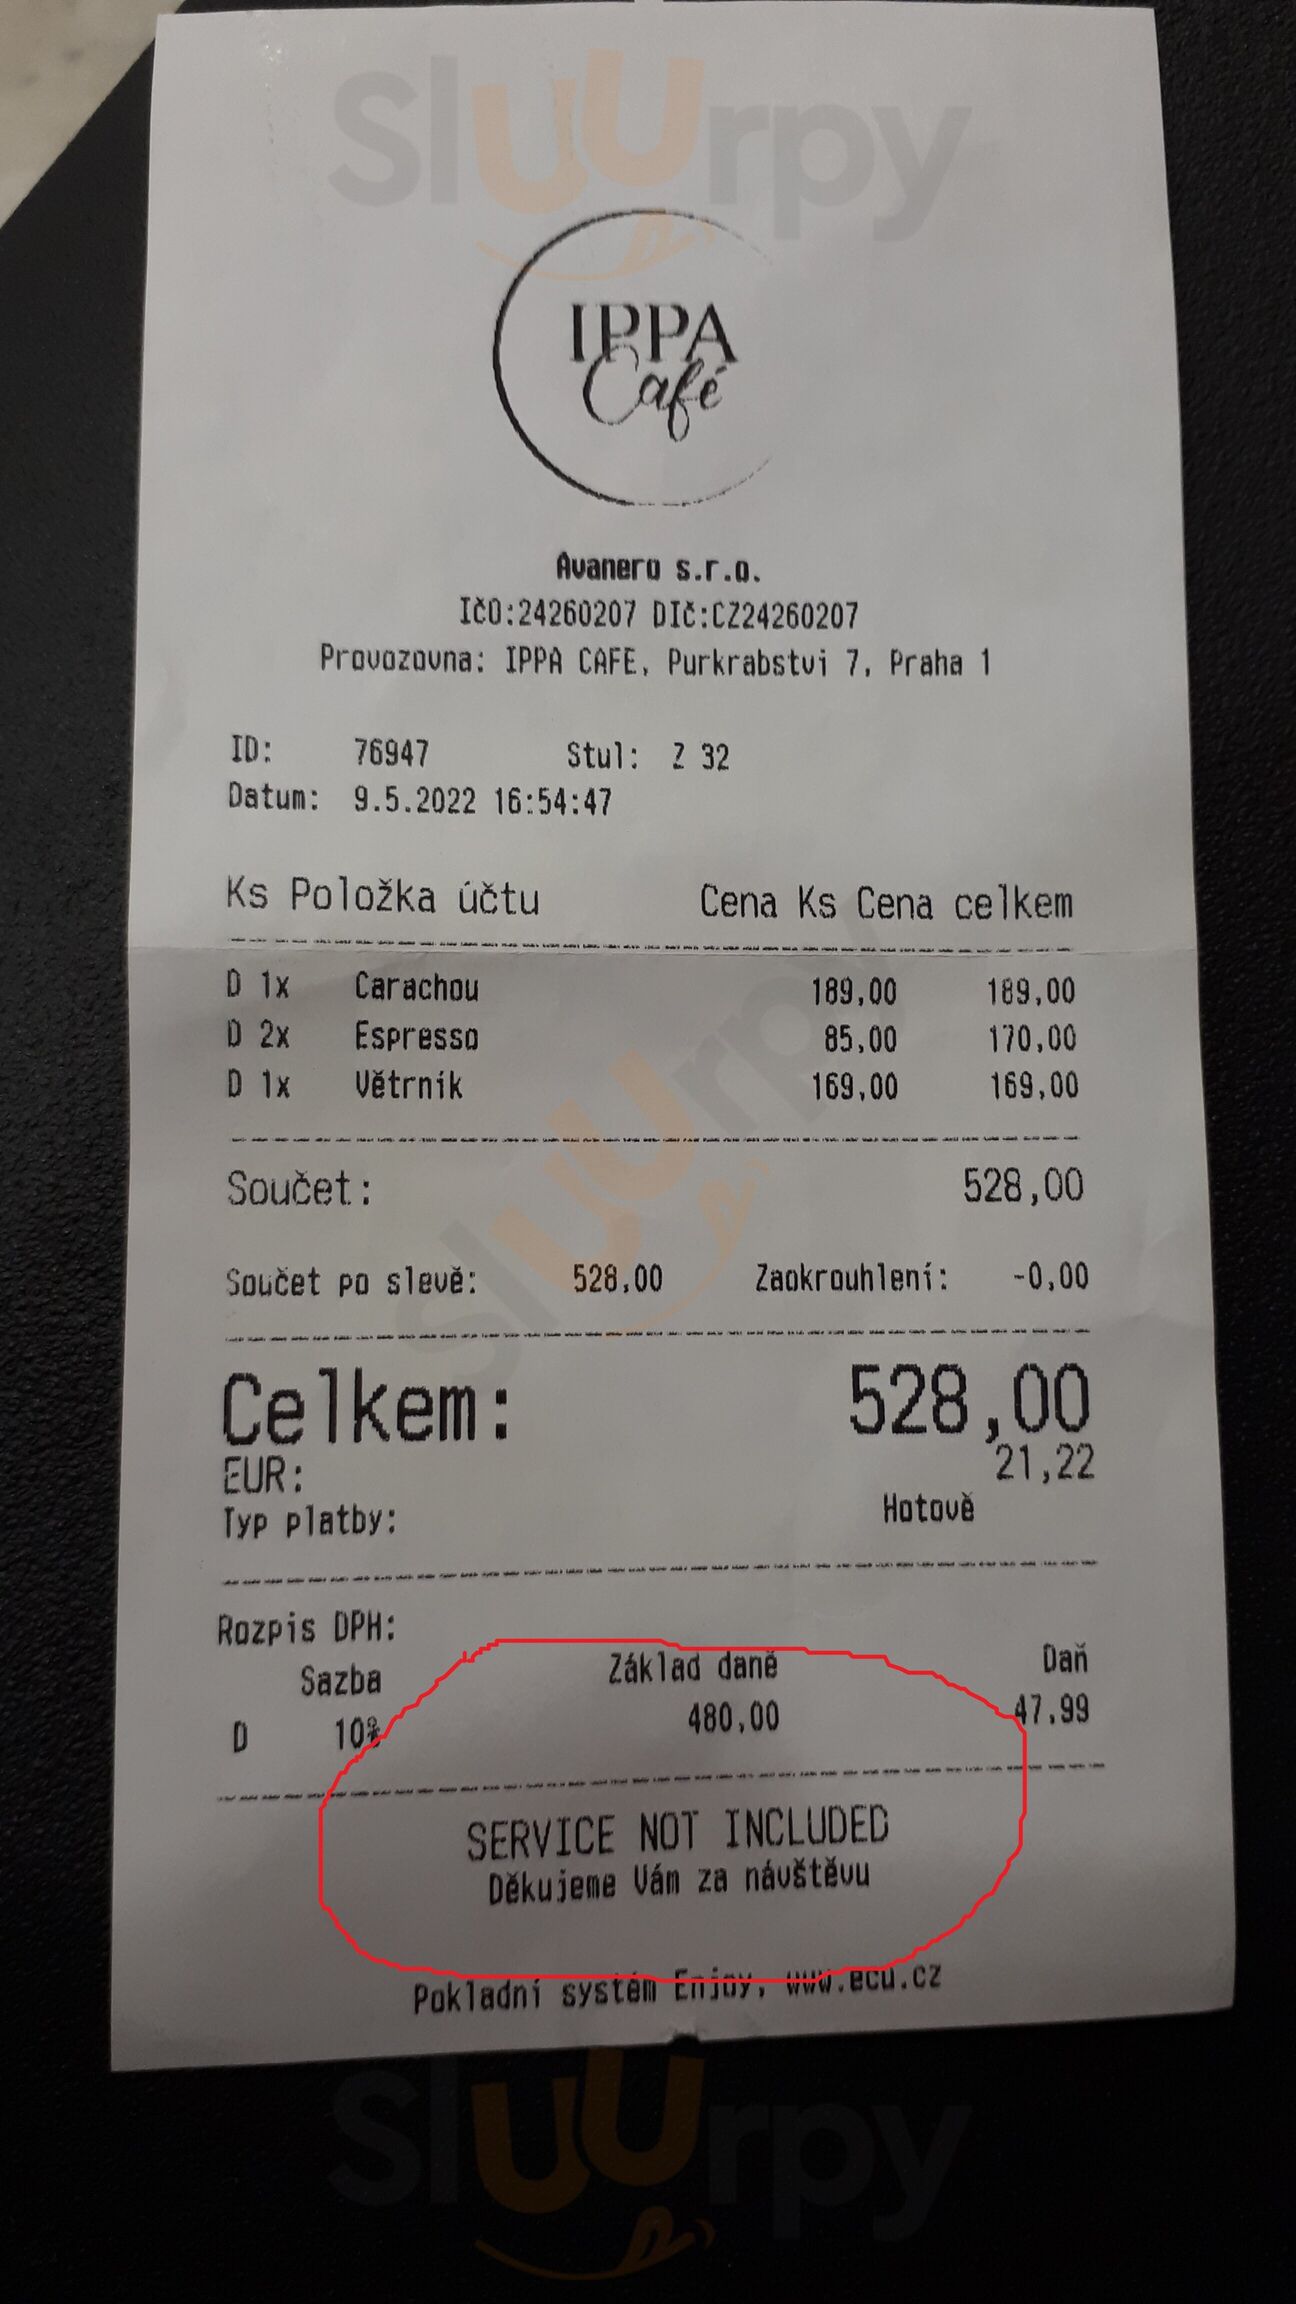 Sluurpy
IPPA
Café
Avanero s.r.o.
IČO:24260207 DIČ:CZ24260207
Provozovna: IPPA CAFE, Purkrabstvi 7, Praha 1
ID: 76947 Stul: Z 32
Datum: 9.5.2022 16:54:47
Ks Položka účtu Cena Ks Cena celkem
D 1x Carachou 189,00 189,00
D 2x Espresso 85,00 170,00
D 1x Větrník 169,00 169,00
Sluurpy
Součet: 528,00
Součet po slevě: 528,00 Zaokrouhlení: -0,00
Celkem: 528,00
EUR: 21,22
Typ platby: Hotově
Rozpis DPH:
Sazba Základ daně Daň
D 10% 480,00 47.99
SERVICE NOT INCLUDED
Děkujeme Vám za návštěvu
Pokladní systém Enjoy, www.ecu.cz
Sluurpy